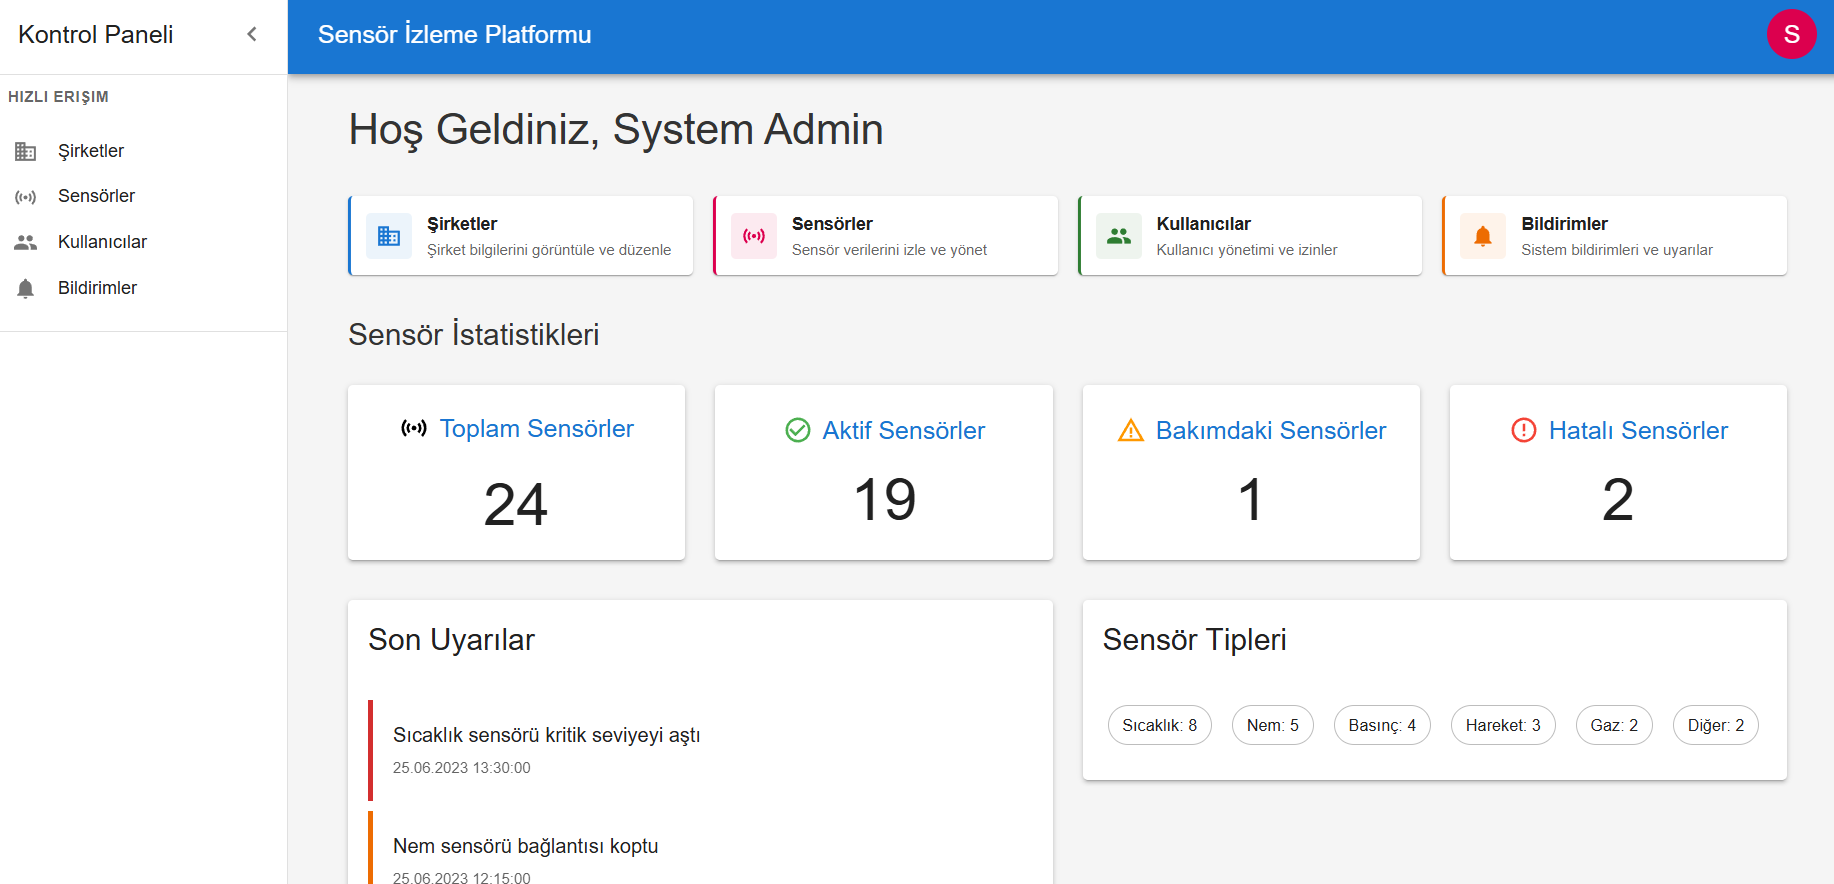 Kontrol Paneli
Sensör İzleme Platformu
S
HIZLI ERIŞIM
Şirketler
Sensörler
Kullanıcılar
Bildirimler
Hoş Geldiniz, System Admin
Şirketler
Şirket bilgilerini görüntüle ve düzenle
Sensörler
Sensör verilerini izle ve yönet
Kullanıcılar
Kullanıcı yönetimi ve izinler
Bildirimler
Sistem bildirimleri ve uyarılar
Sensör İstatistikleri
Toplam Sensörler
24
Aktif Sensörler
19
Bakımdaki Sensörler
1
Hatalı Sensörler
2
Son Uyarılar
Sıcaklık sensörü kritik seviyeyi aştı
25.06.2023 13:30:00
Nem sensörü bağlantısı koptu
25.06.2023 12:15:00
Sensör Tipleri
Sıcaklık: 8
Nem: 5
Basınç: 4
Hareket: 3
Gaz: 2
Diğer: 2